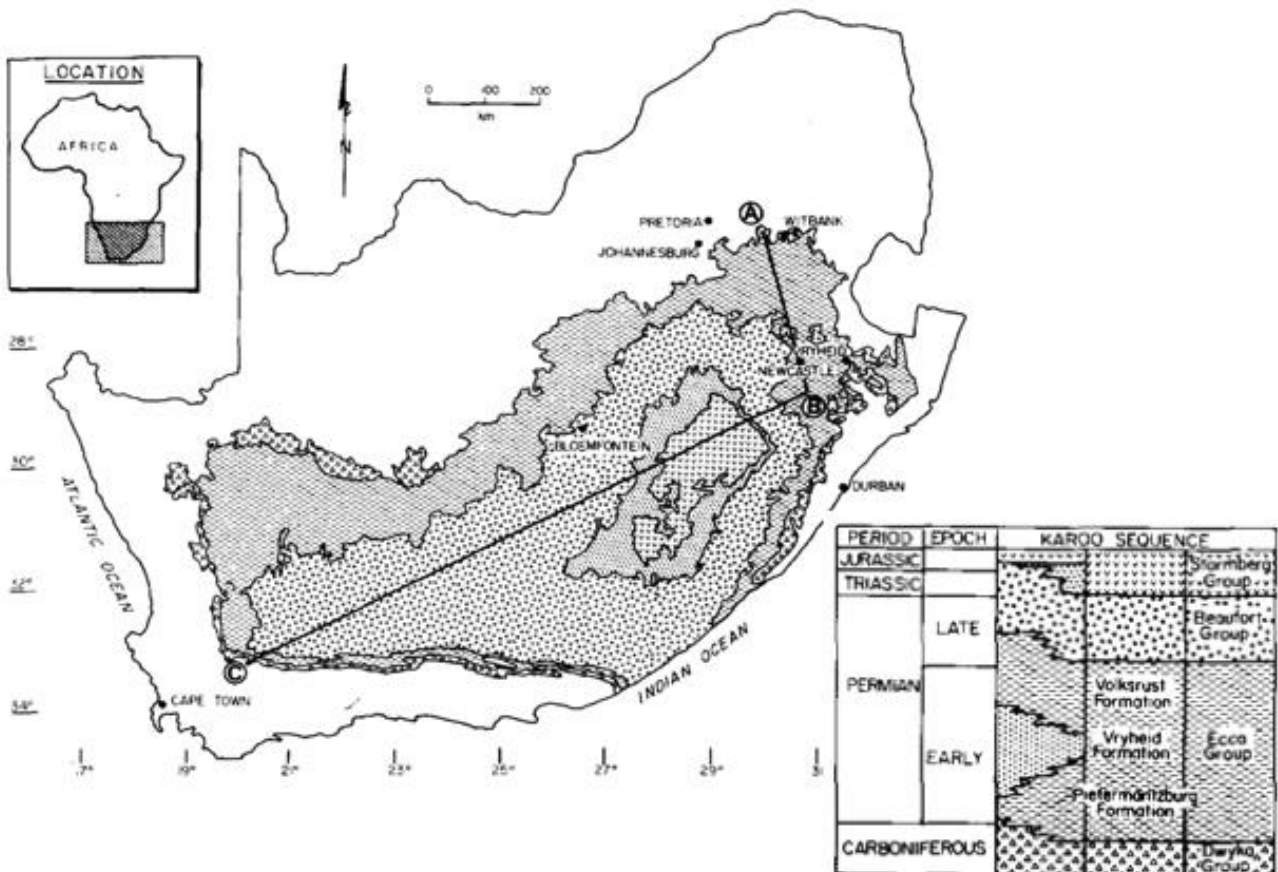 LOCATION
AFRICA
0 100 200
km
N
A
PRETORIA
WITBANK
JOHANNESBURG
28°
VRYHEID
NEWCASTLE
B
BLOEMFONTEIN
30°
DURBAN
ATLANTIC OCEAN
32°
INDIAN OCEAN
C
34°
CAPE TOWN
17° 19° 21° 23° 25° 27° 29° 31
PERIOD EPOCH KAROO SEQUENCE
JURASSIC
Stormberg
Group
TRIASSIC
LATE
Beaufort
Group
PERMIAN
Volksrust
Formation
EARLY
Vryheid
Formation
Ecca
Group
Pietermaritzburg
Formation
CARBONIFEROUS
Dwyka
Group